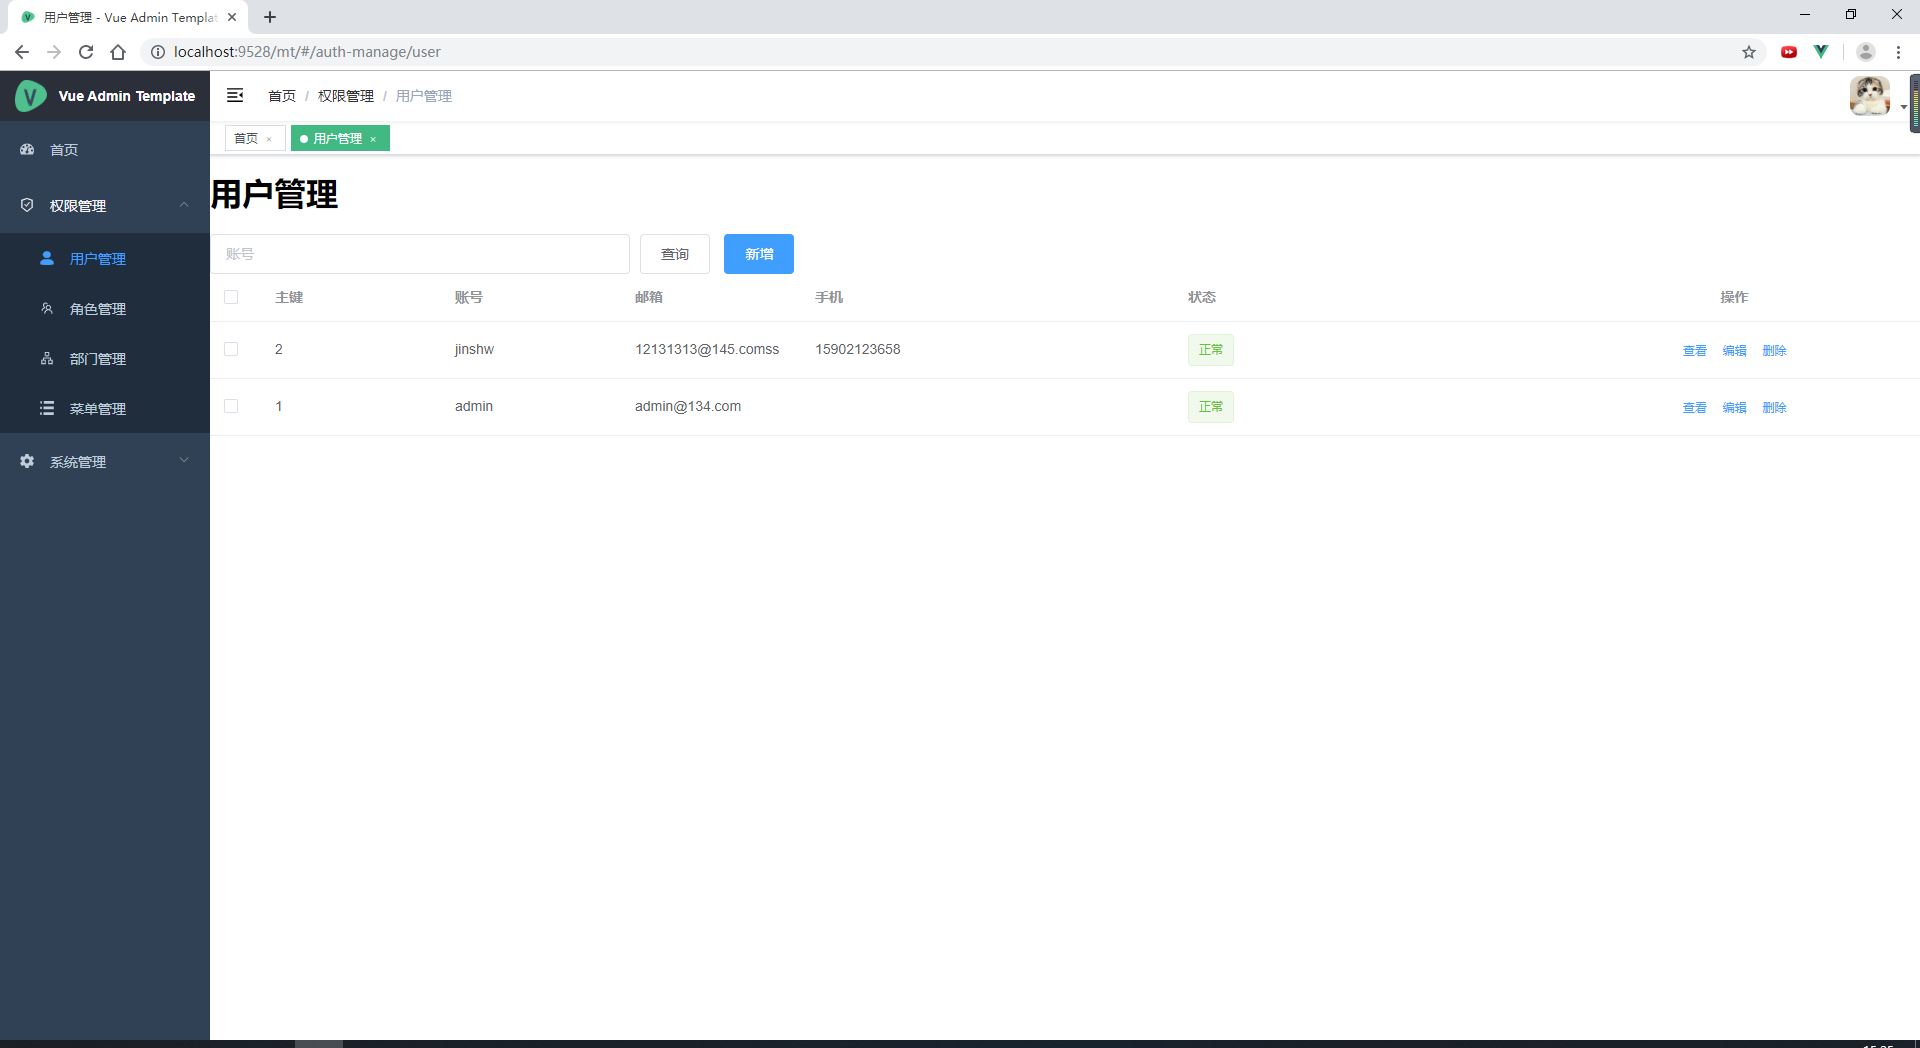 用户管理 - Vue Admin Templat
localhost:9528/mt/#/auth-manage/user
Vue Admin Template
首页 / 权限管理 / 用户管理
首页 × 用户管理 ×
首页
权限管理
用户管理
角色管理
部门管理
菜单管理
系统管理
用户管理
账号 查询 新增
主键 账号 邮箱 手机 状态 操作
2 jinshw 12131313@145.comss 15902123658 正常 查看 编辑 删除
1 admin admin@134.com 正常 查看 编辑 删除